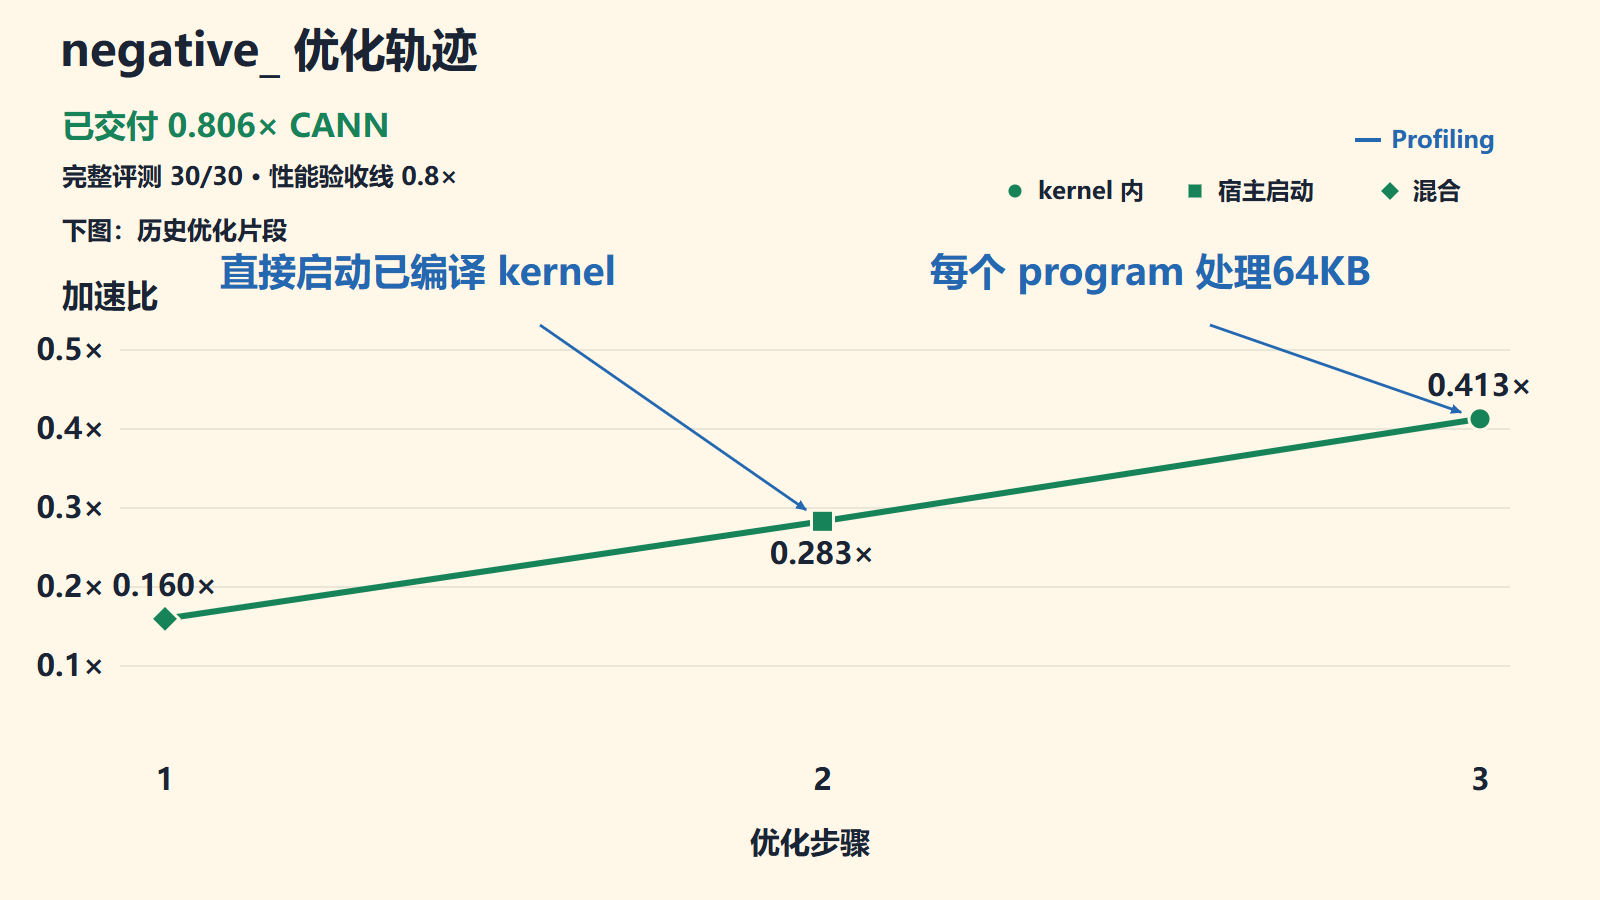 negative_ 优化轨迹
已交付 0.806× CANN
完整评测 30/30·性能验收线 0.8×
下图：历史优化片段
Profiling
kernel 内 宿主启动 混合
直接启动已编译 kernel
每个 program 处理64KB
加速比
0.5×
0.413×
0.4×
0.3×
0.283×
0.2× 0.160×
0.1×
1 2 3
优化步骤